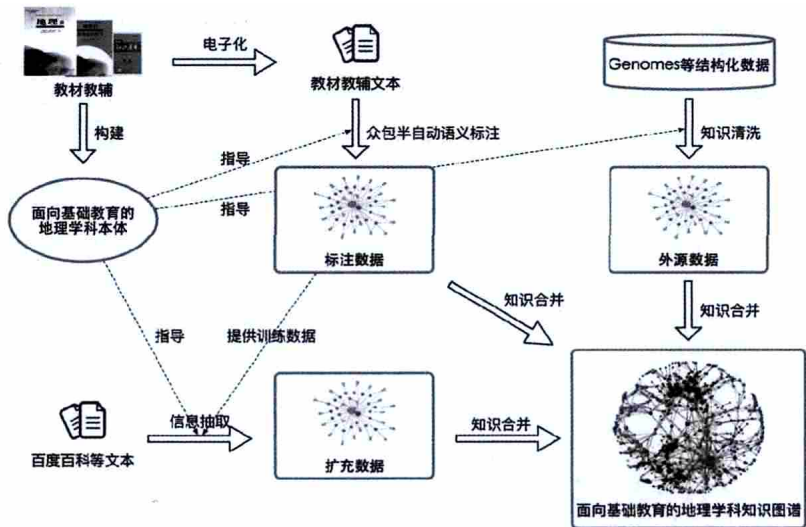 地理
电子化
教材教辅
教材教辅文本
Genomes等结构化数据
构建
众包半自动语义标注
知识清洗
指导
指导
面向基础教育的
地理学科本体
标注数据
外源数据
知识合并
知识合并
指导
提供训练数据
信息抽取
知识合并
百度百科等文本
扩充数据
面向基础教育的地理学科知识图谱